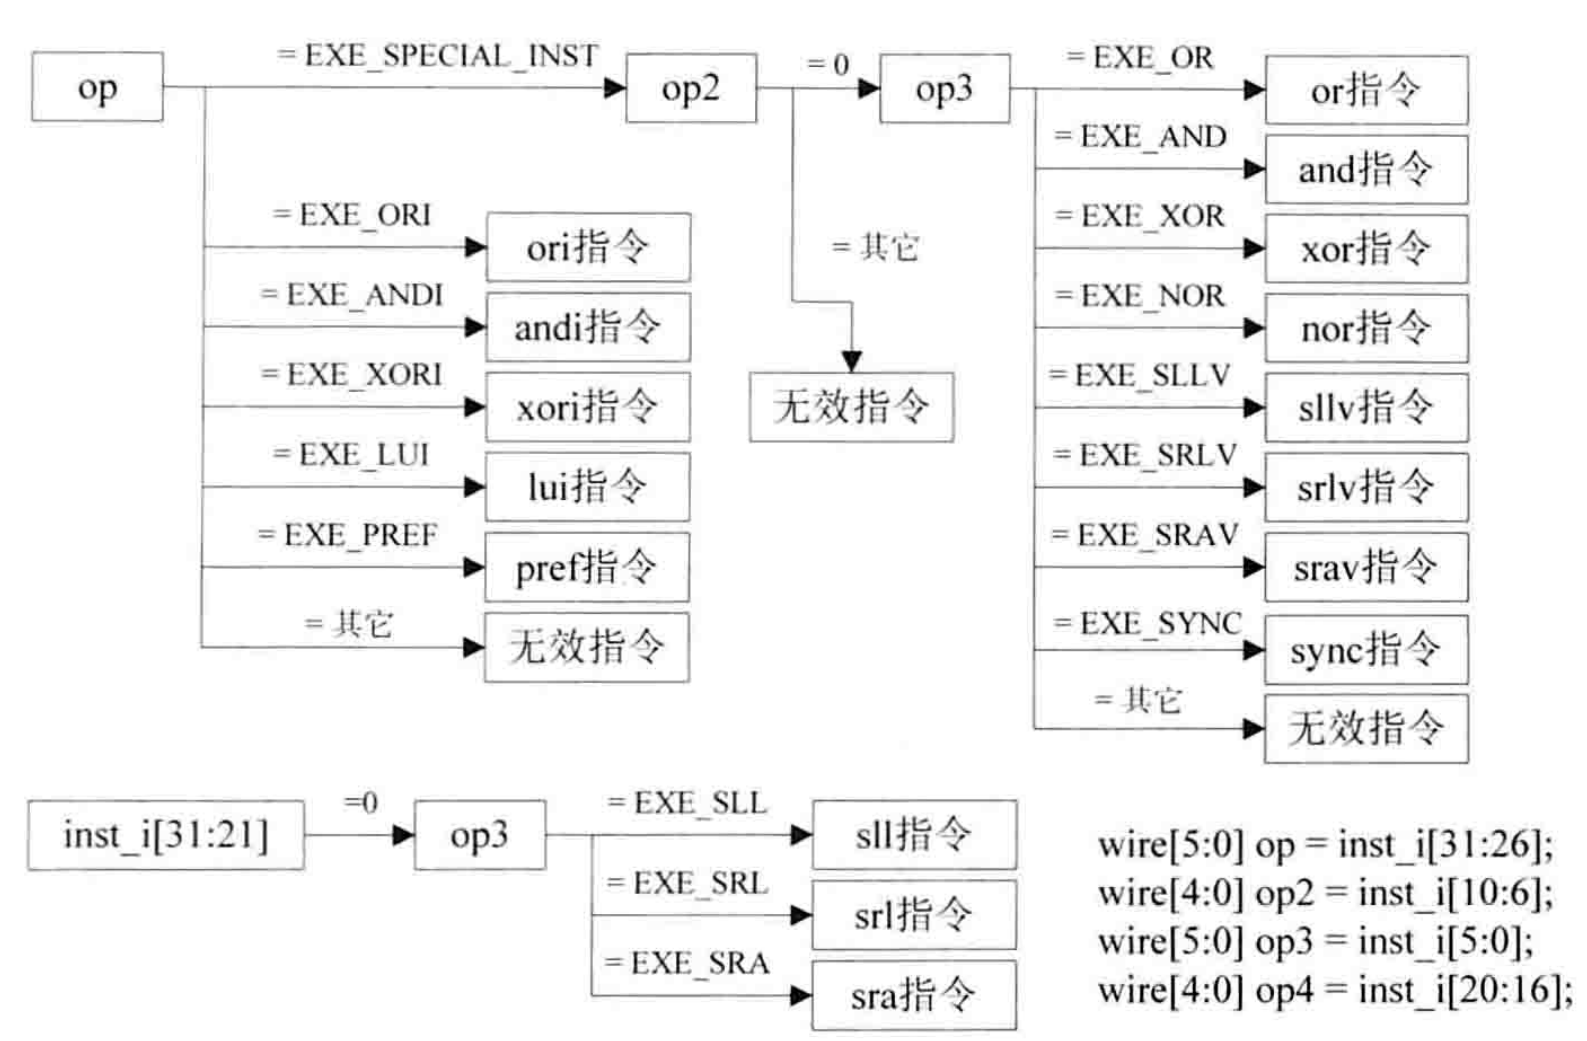 = EXE_SPECIAL_INST
= 0
= EXE_OR
op
op2
op3
or指令
= EXE_AND
and指令
= EXE_ORI
= EXE_XOR
ori指令
= 其它
xor指令
= EXE_ANDI
= EXE_NOR
andi指令
nor指令
= EXE_XORI
= EXE_SLLV
xori指令
无效指令
sllv指令
= EXE_LUI
= EXE_SRLV
lui指令
srlv指令
= EXE_PREF
= EXE_SRAV
pref指令
srav指令
= 其它
= EXE_SYNC
无效指令
sync指令
= 其它
无效指令
=0
= EXE_SLL
inst_i[31:21]
op3
sll指令
= EXE_SRL
srl指令
= EXE_SRA
sra指令
wire[5:0] op = inst_i[31:26];
wire[4:0] op2 = inst_i[10:6];
wire[5:0] op3 = inst_i[5:0];
wire[4:0] op4 = inst_i[20:16];